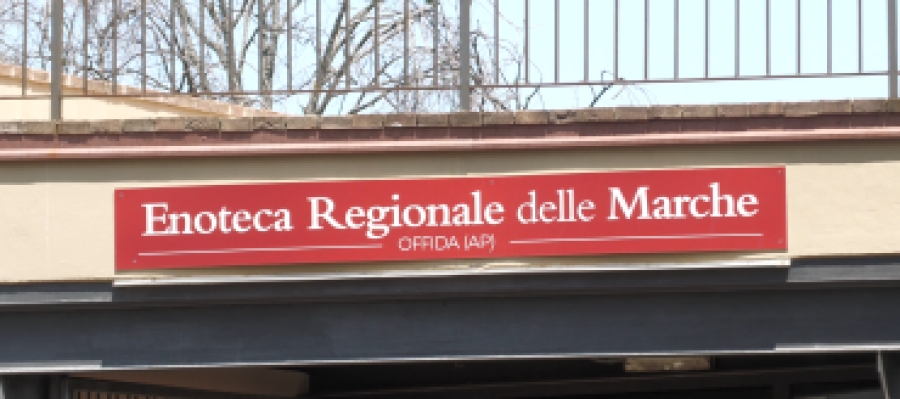 Enoteca Regionale delle Marche
OFFIDA (AP)